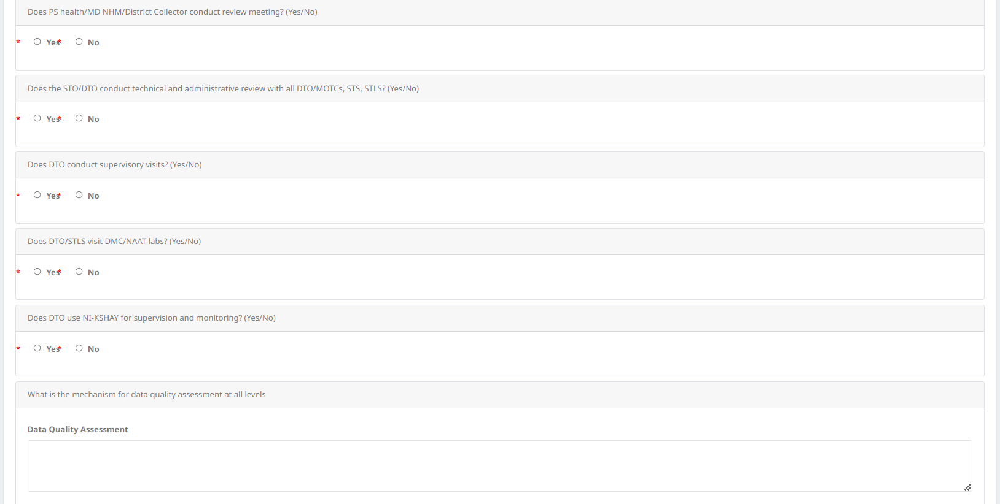 Does PS health/MD NHM/District Collector conduct review meeting? (Yes/No)
* Yes* No
Does the STO/DTO conduct technical and administrative review with all DTO/MOTCs, STS, STLS? (Yes/No)
* Yes* No
Does DTO conduct supervisory visits? (Yes/No)
* Yes* No
Does DTO/STLS visit DMC/NAAT labs? (Yes/No)
* Yes* No
Does DTO use NI-KSHAY for supervision and monitoring? (Yes/No)
* Yes* No
What is the mechanism for data quality assessment at all levels
Data Quality Assessment